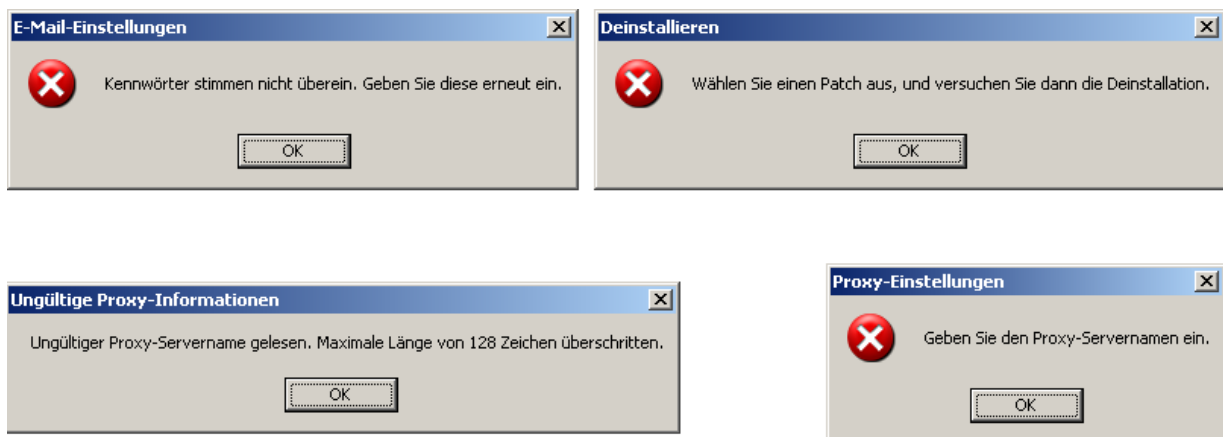 E-Mail-Einstellungen
Kennwörter stimmen nicht überein. Geben Sie diese erneut ein.
OK
Deinstallieren
Wählen Sie einen Patch aus, und versuchen Sie dann die Deinstallation.
OK
Ungültige Proxy-Informationen
Ungültiger Proxy-Servername gelesen. Maximale Länge von 128 Zeichen überschritten.
OK
Proxy-Einstellungen
Geben Sie den Proxy-Servernamen ein.
OK